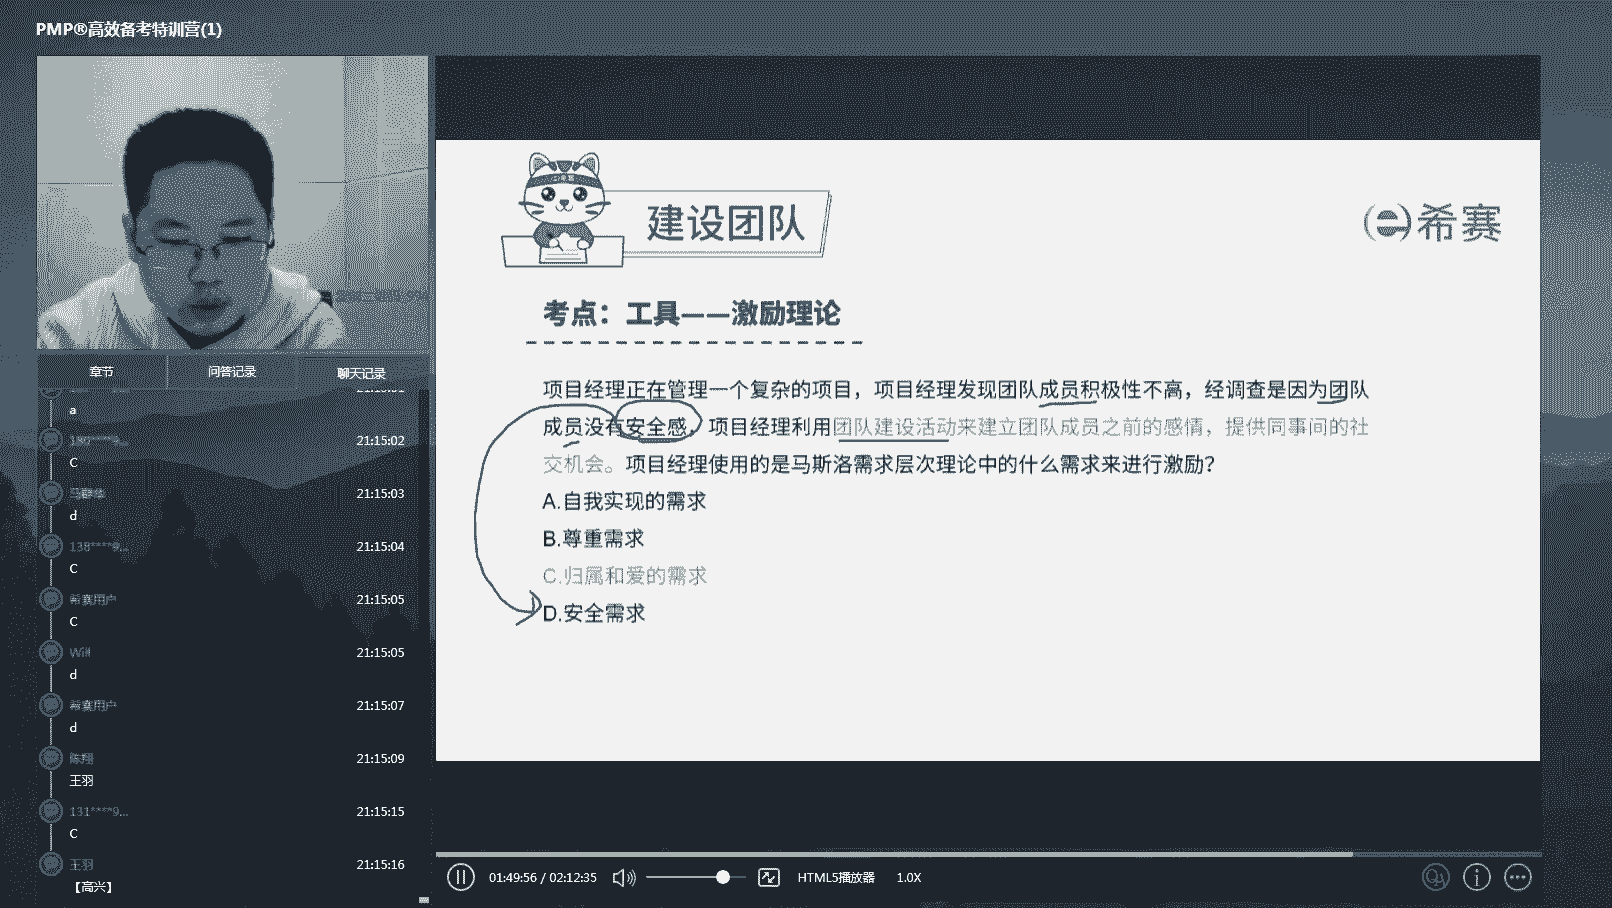 PMP®高效备考特训营(1)
章节
问答记录
聊天记录
a
21:15:02
C
21:15:03
d
138****9...
21:15:04
C
希赛用户
21:15:05
C
Will
21:15:05
d
希赛用户
21:15:07
d
陈翔
21:15:09
王羽
131****9...
21:15:15
C
王羽
21:15:16
【高兴】
建设团队
希赛
考点：工具——激励理论
项目经理正在管理一个复杂的项目，项目经理发现团队成员积极性不高，经调查是因为团队
成员没有安全感，项目经理利用团队建设活动来建立团队成员之前的感情，提供同事间的社
交机会。项目经理使用的是马斯洛需求层次理论中的什么需求来进行激励？
A.自我实现的需求
B.尊重需求
C.归属和爱的需求
D.安全需求
01:49:56 / 02:12:35
HTML5播放器
1.0X